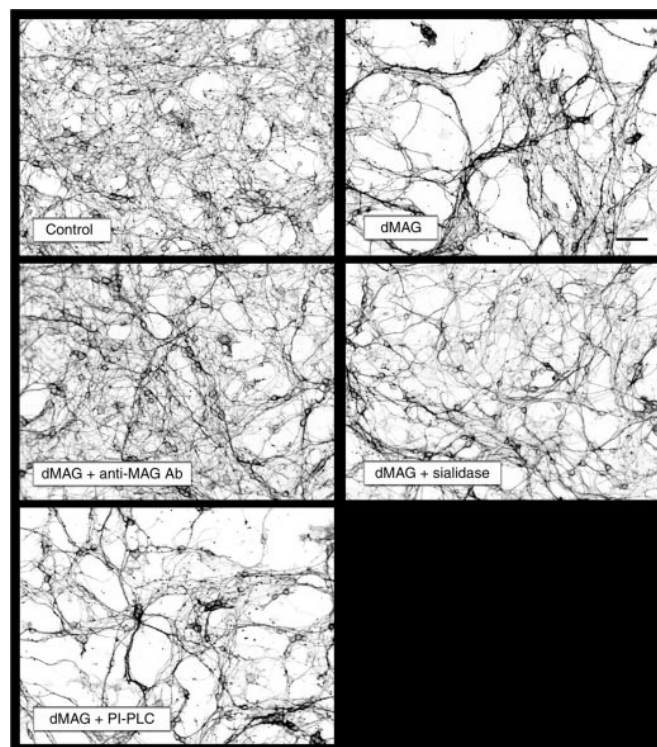 Control
dMAG
dMAG + anti-MAG Ab
dMAG + sialidase
dMAG + PI-PLC